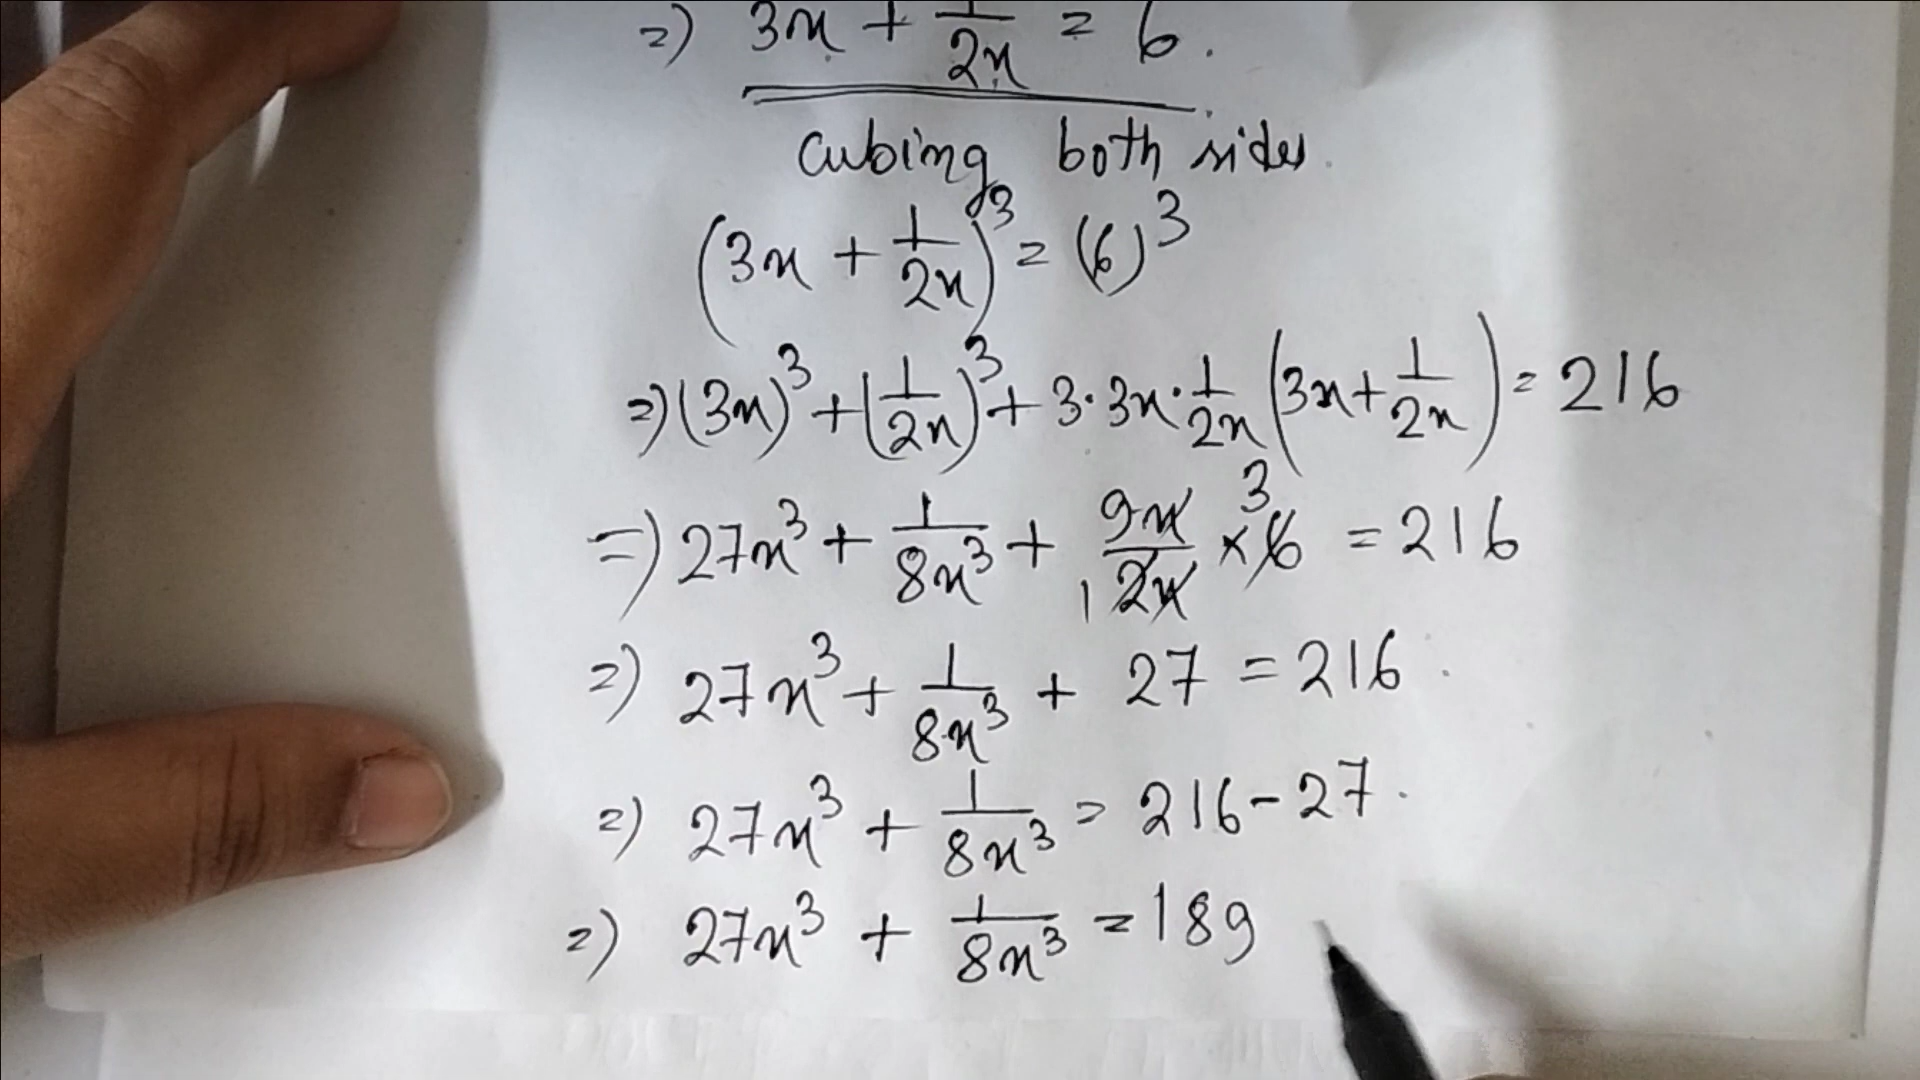 =) 3x + 1/2x = 6.
cubing both sides.
(3x + 1/2x)³ = (6)³
=) (3x)³ + (1/2x)³ + 3·3x·1/2x (3x + 1/2x) = 216
=) 27x³ + 1/8x³ + 9x/2x × 6 = 216 3 1
=) 27x³ + 1/8x³ + 27 = 216.
=) 27x³ + 1/8x³ = 216 - 27.
=) 27x³ + 1/8x³ = 189